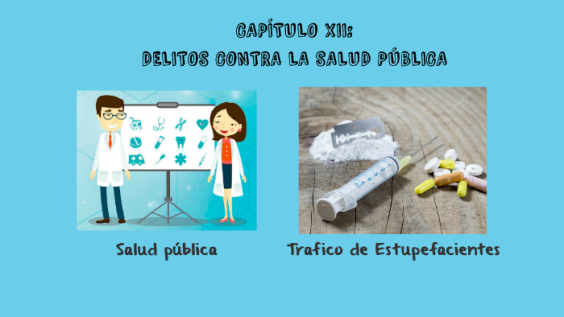 CAPÍTULO XII:
DELITOS CONTRA LA SALUD PÚBLICA
Salud pública
Trafico de Estupefacientes